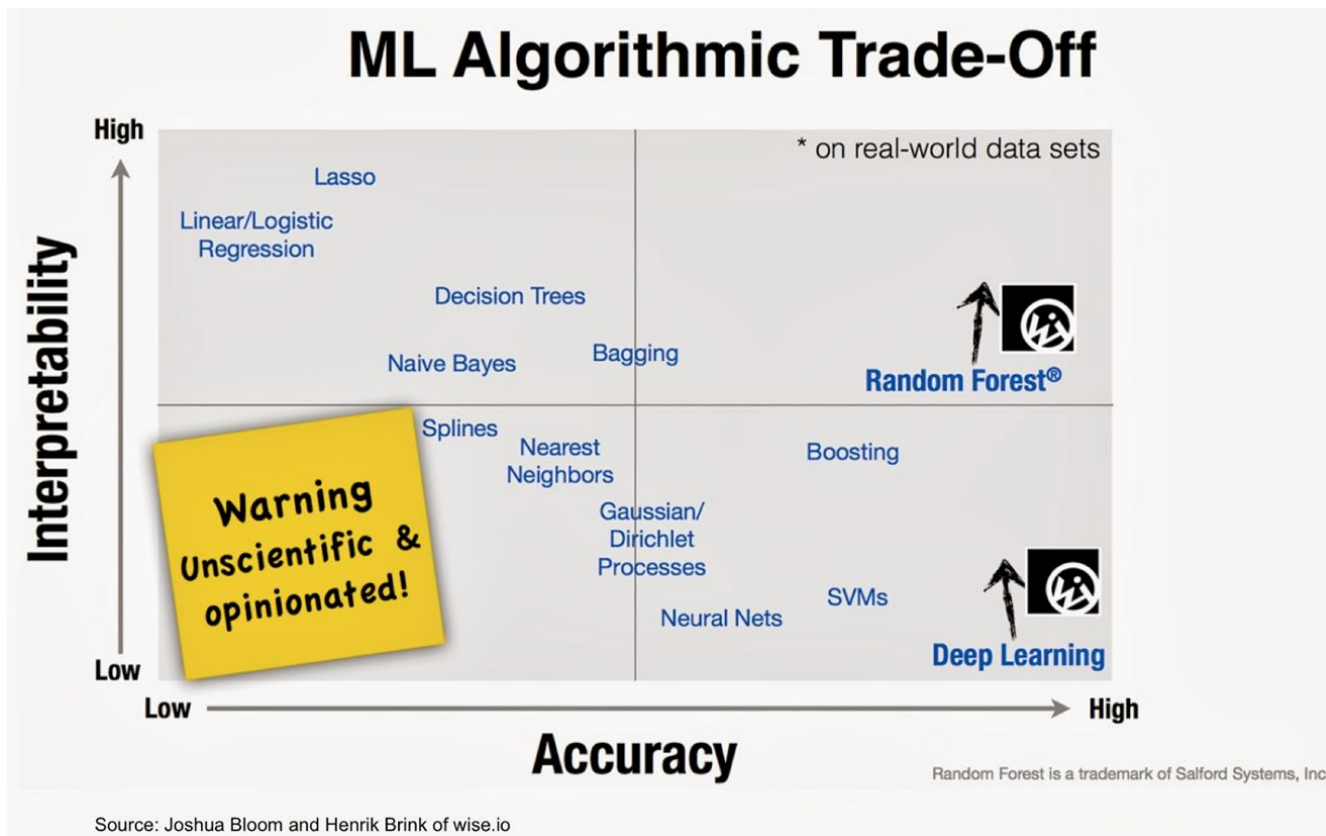 ML Algorithmic Trade-Off
High
* on real-world data sets
Lasso
Linear/Logistic
Regression
Decision Trees
Naive Bayes
Bagging
Random Forest®
Interpretability
Splines
Nearest
Neighbors
Boosting
Warning
Unscientific &
opinionated!
Gaussian/
Dirichlet
Processes
SVMs
Neural Nets
Deep Learning
Low
Low
High
Accuracy
Random Forest is a trademark of Salford Systems, Inc
Source: Joshua Bloom and Henrik Brink of wise.io